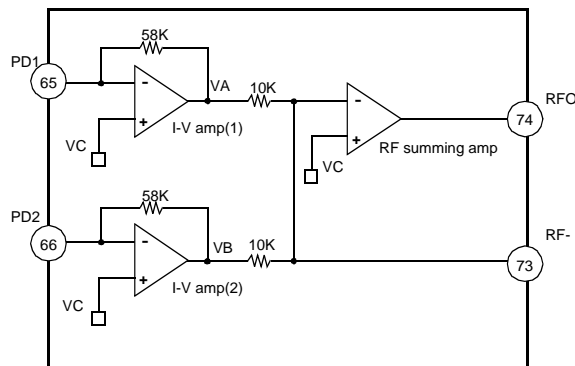 58K
PD1
65
-
+
VC
VA
I-V amp(1)
10K
-
+
VC
RF summing amp
RFO
74
58K
PD2
66
-
+
VC
VB
I-V amp(2)
10K
RF-
73